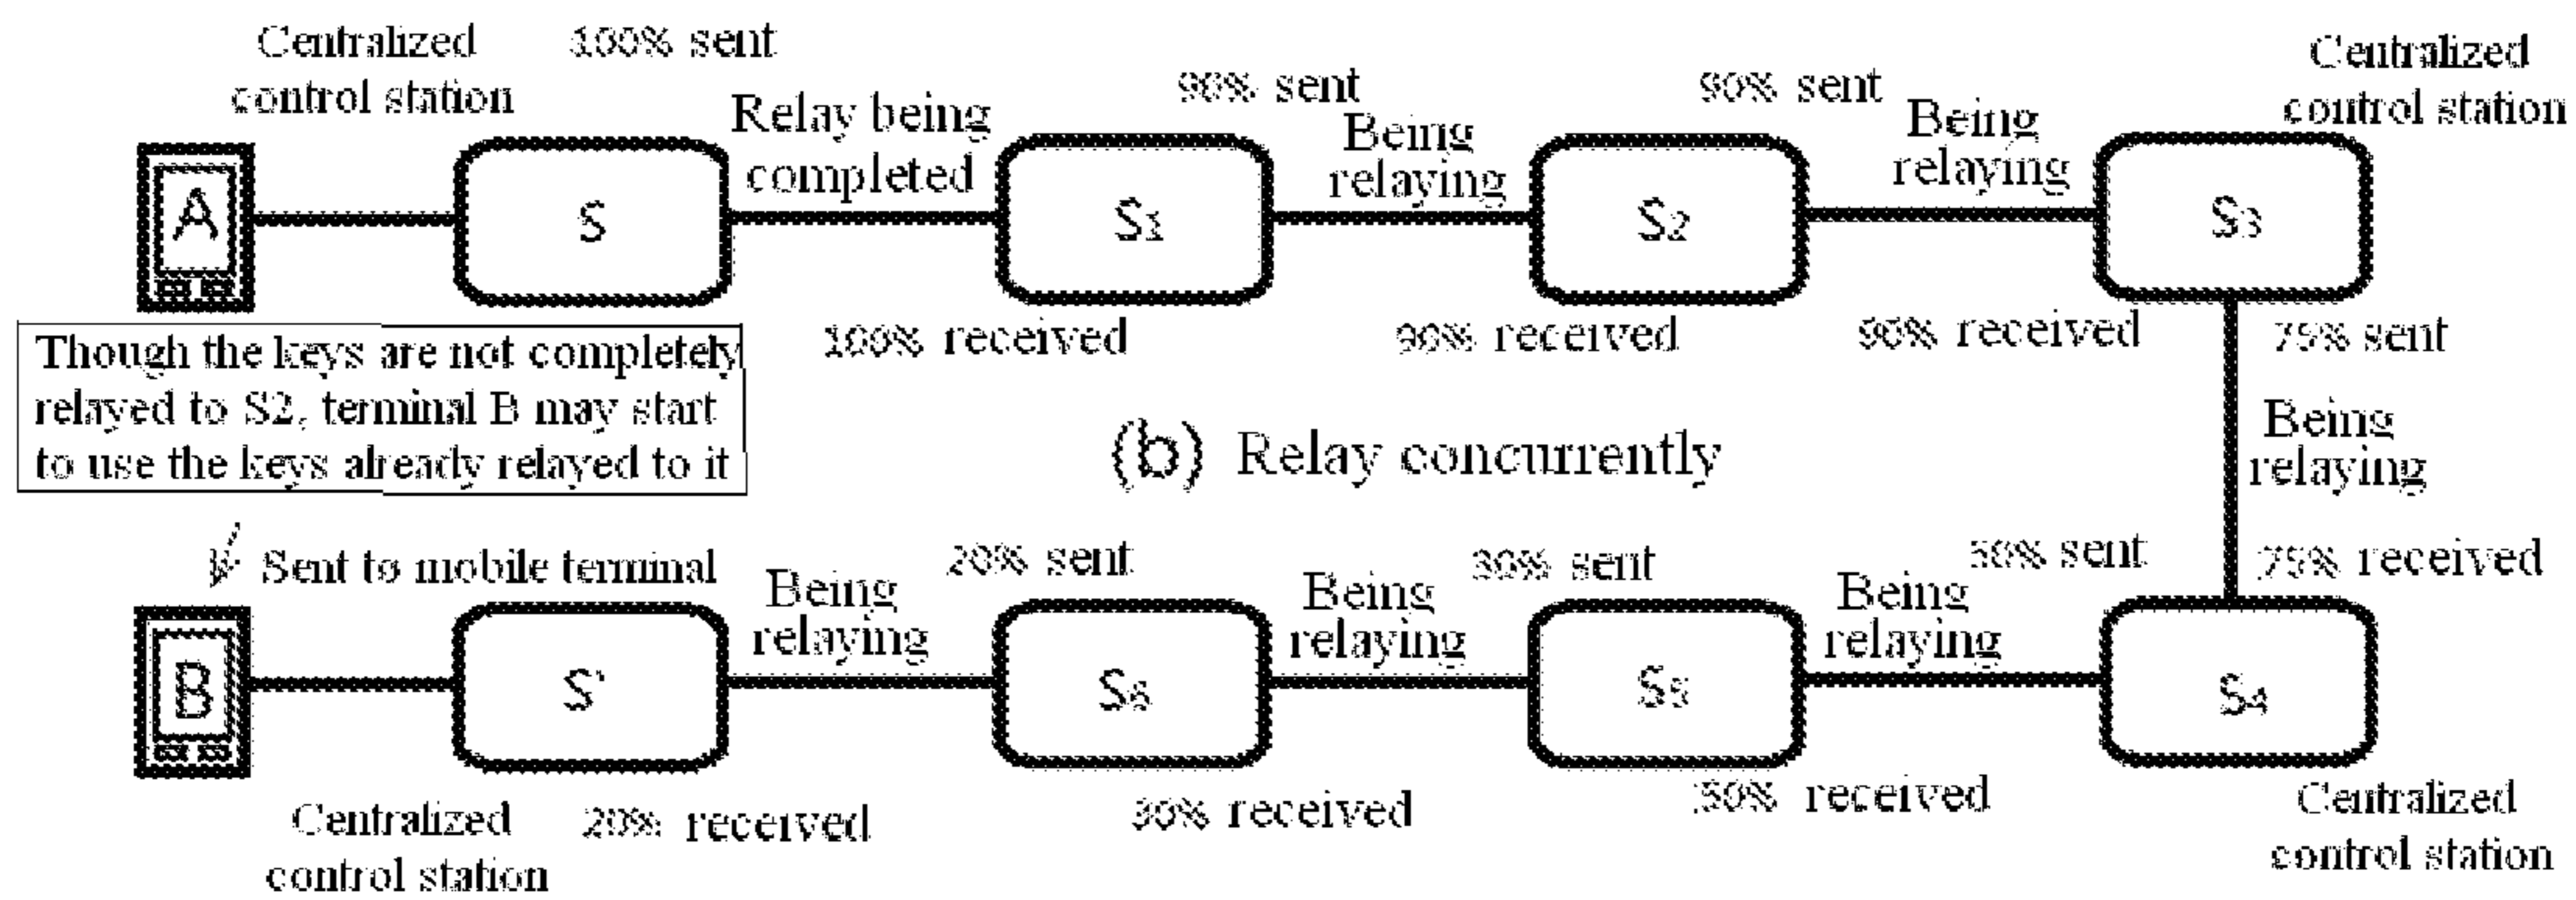 Centralized
control station
100% sent
Relay being
completed
90% sent
Being
relaying
90% sent
Being
relaying
Centralized
control station
A
S
S1
S2
S3
100% received
90% received
90% received
75% sent
Though the keys are not completely
relayed to S2, terminal B may start
to use the keys already relayed to it
(b) Relay concurrently
Being
relaying
Sent to mobile terminal
Being
relaying
20% sent
Being
relaying
30% sent
Being
relaying
50% sent
75% received
B
S'
S6
S5
S4
Centralized
control station
20% received
30% received
50% received
Centralized
control station